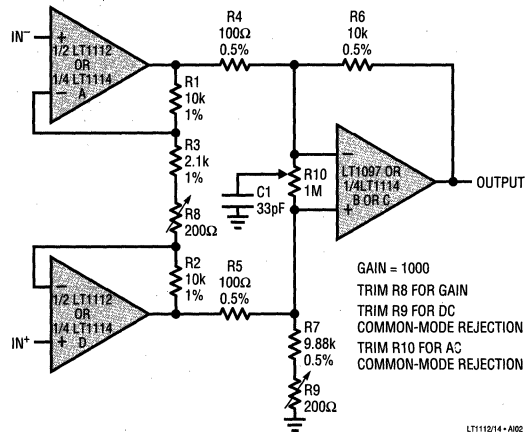 R4
100Ω
0.5%
R6
10k
0.5%
IN⁻
+
1/2 LT1112
OR
1/4 LT1114
A
−
R1
10k
1%
R3
2.1k
1%
R8
200Ω
C1
33pF
R10
1M
−
LT1097 OR
1/4LT1114
B OR C
+
OUTPUT
−
1/2 LT1112
OR
1/4 LT1114
D
+
IN⁺
R2
10k
1%
R5
100Ω
0.5%
R7
9.88k
0.5%
R9
200Ω
GAIN = 1000
TRIM R8 FOR GAIN
TRIM R9 FOR DC
COMMON-MODE REJECTION
TRIM R10 FOR AC
COMMON-MODE REJECTION
LT1112/14 • AI02